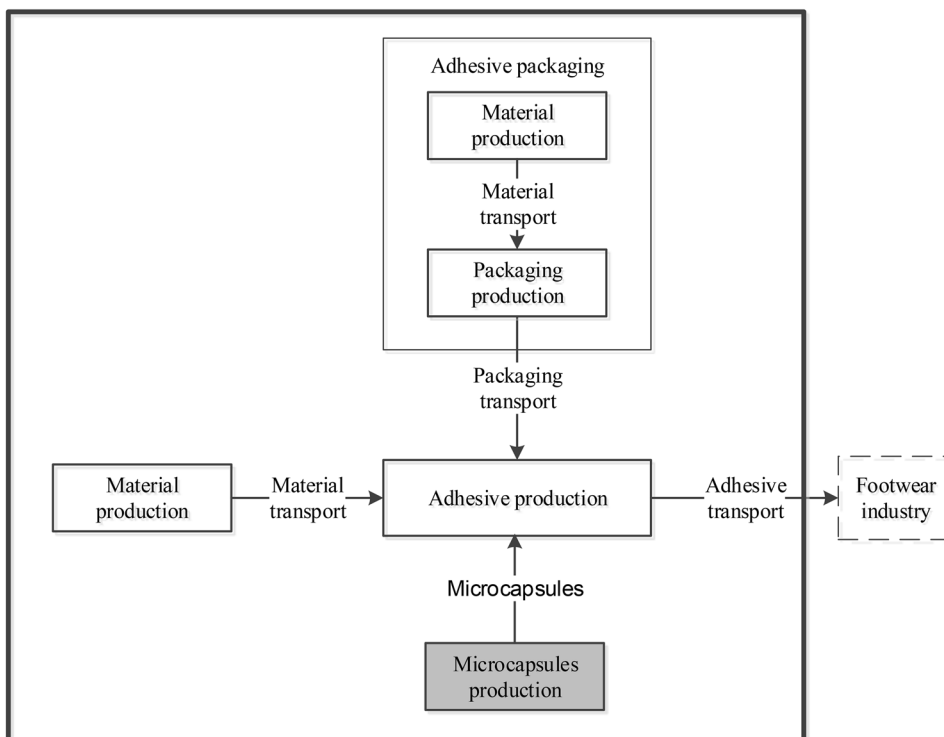 Adhesive packaging
Material
production
Material
transport
Packaging
production
Packaging
transport
Material
production
Material
transport
Adhesive production
Adhesive
transport
Footwear
industry
Microcapsules
Microcapsules
production